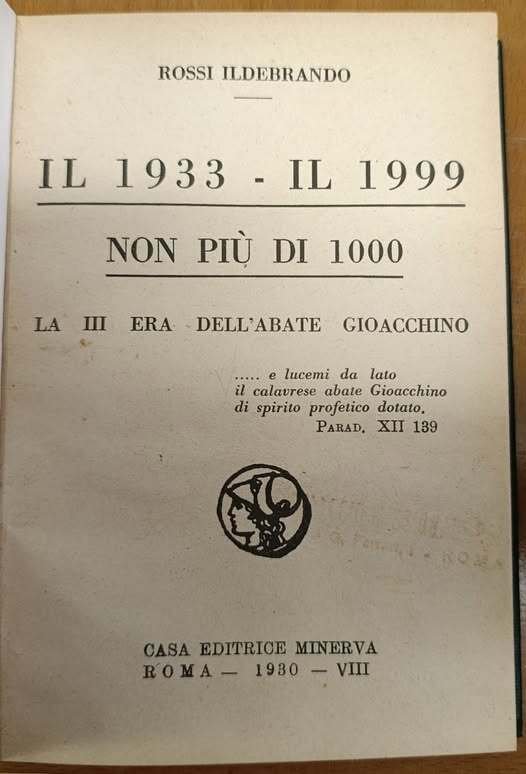 ROSSI ILDEBRANDO
IL 1933 - IL 1999
NON PIÙ DI 1000
LA III ERA DELL'ABATE GIOACCHINO
..... e lucemi da lato
il calavrese abate Gioacchino
di spirito profetico dotato.
PARAD. XII 139
CASA EDITRICE MINERVA
ROMA — 1930 — VIII